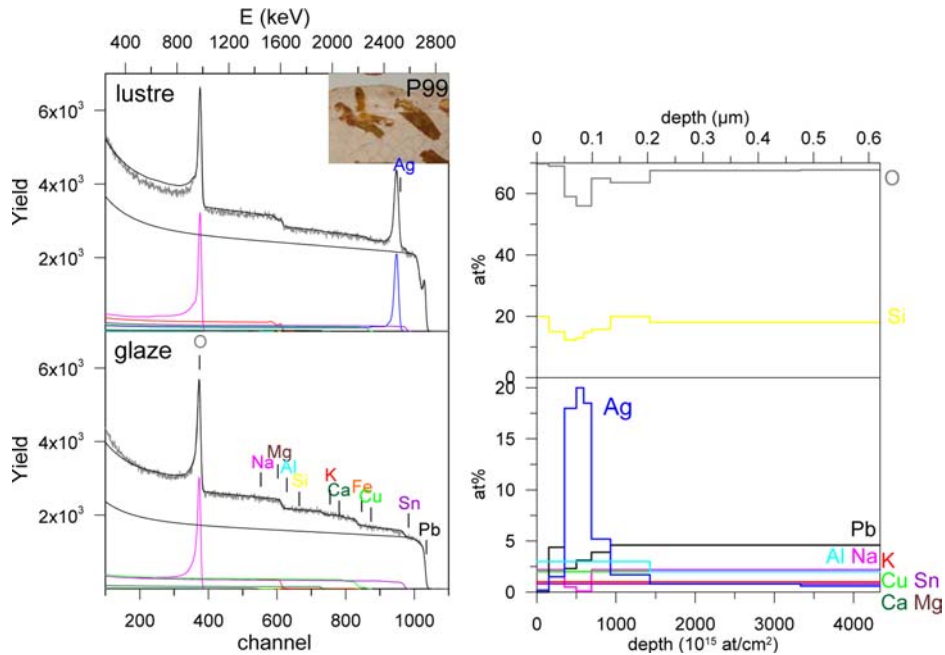 E (keV)
400 800 1200 1600 2000 2400 2800
lustre
P99
Ag
Yield
6x10³
4x10³
2x10³
glaze
O
Na
Mg
Al
Si
K
Ca
Fe
Cu
Sn
Pb
Yield
6x10³
4x10³
2x10³
200 400 600 800 1000
channel
depth (µm)
0 0.1 0.2 0.3 0.4 0.5 0.6
O
at%
60
40
20
0
Si
Ag
at%
20
15
10
5
0
Pb
Al Na K
Cu Sn
Ca Mg
0 1000 2000 3000 4000
depth (10¹⁵ at/cm²)